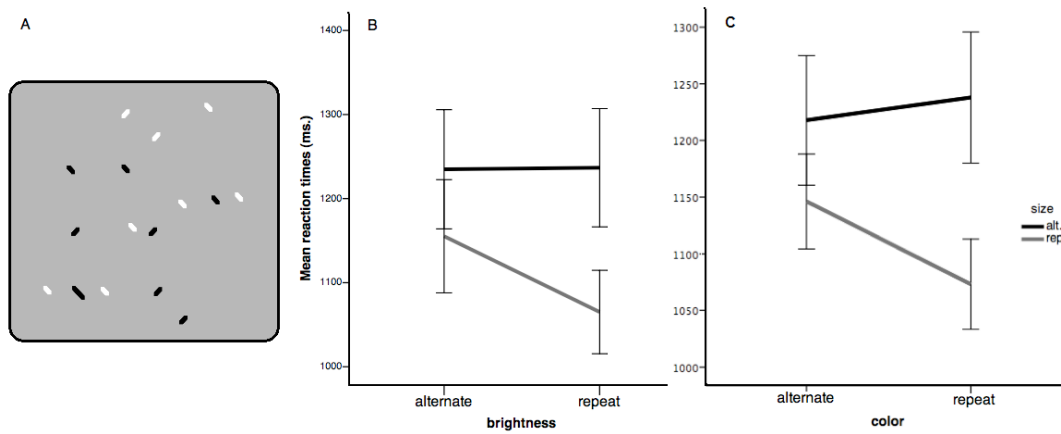 A
B
Mean reaction times (ms.)
1400
1300
1200
1100
1000
alternate
repeat
brightness
C
1300
1250
1200
1150
1100
1050
1000
alternate
repeat
color
size
alt.
rep